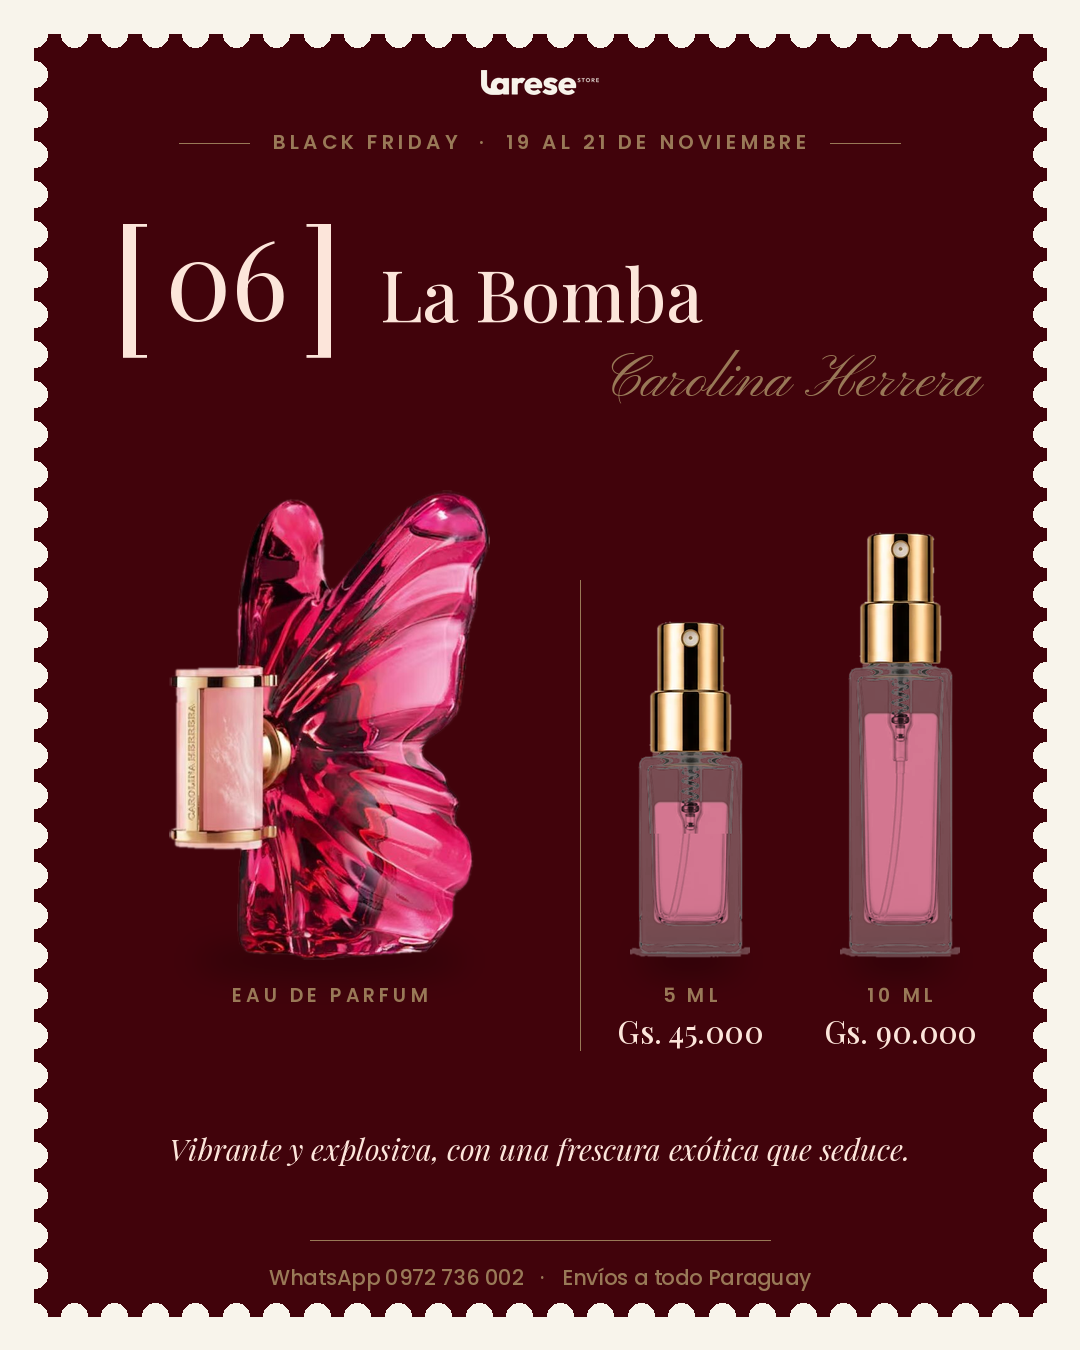 Larese STORE
BLACK FRIDAY · 19 AL 21 DE NOVIEMBRE
[06] La Bomba
Carolina Herrera
CAROLINA HERRERA
EAU DE PARFUM
5 ML
Gs. 45.000
10 ML
Gs. 90.000
Vibrante y explosiva, con una frescura exótica que seduce.
WhatsApp 0972 736 002 · Envíos a todo Paraguay